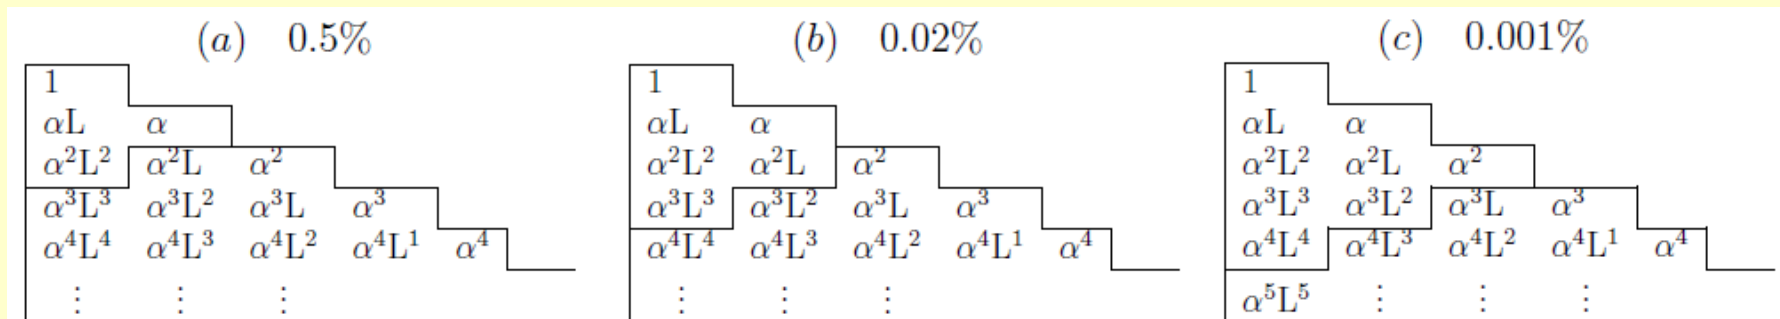 (a) 0.5% (b) 0.02% (c) 0.001%
1 1 1
αL α αL α αL α
α²L² α²L α² α²L² α²L α² α²L² α²L α²
α³L³ α³L² α³L α³ α³L³ α³L² α³L α³ α³L³ α³L² α³L α³
α⁴L⁴ α⁴L³ α⁴L² α⁴L¹ α⁴ α⁴L⁴ α⁴L³ α⁴L² α⁴L¹ α⁴ α⁴L⁴ α⁴L³ α⁴L² α⁴L¹ α⁴
⋮ ⋮ ⋮ ⋮ ⋮ ⋮ α⁵L⁵ ⋮ ⋮ ⋮